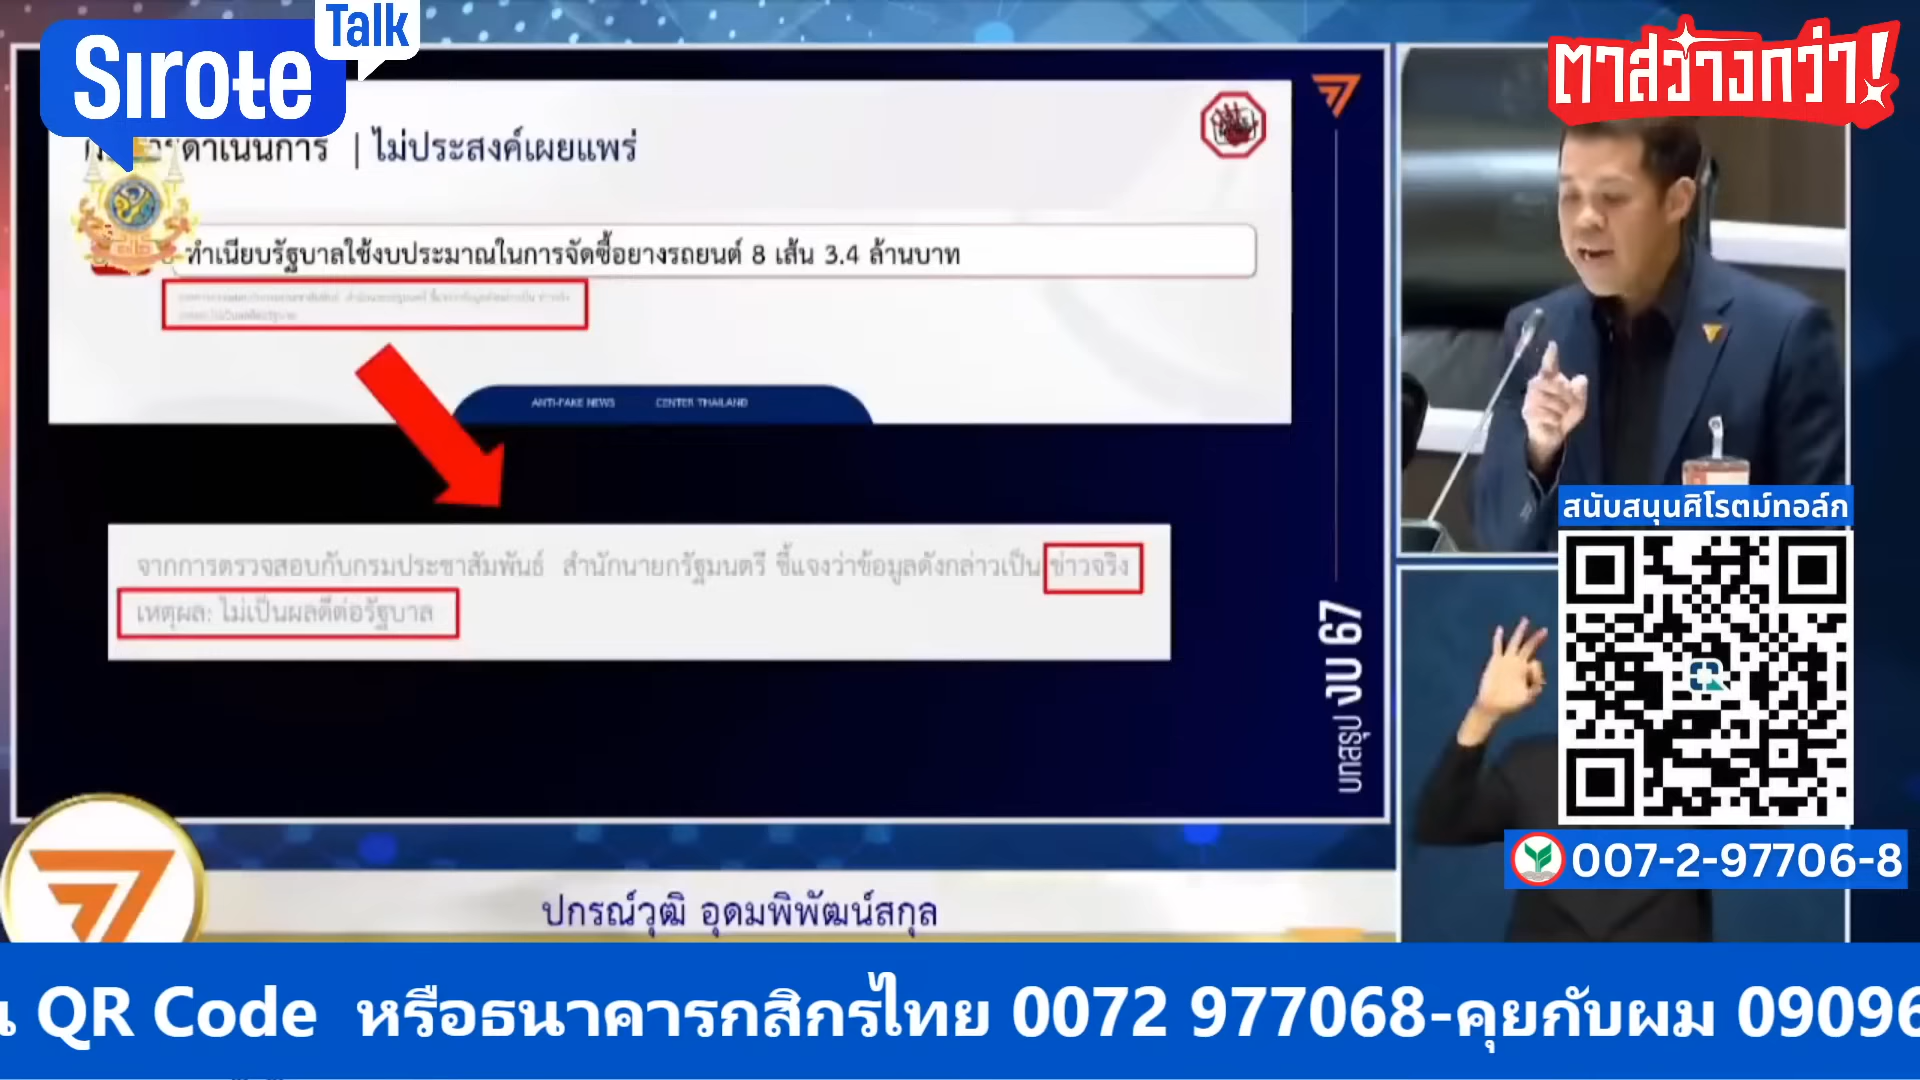 Sirote
Talk
ตาสว่างกว่า!
การดำเนินการ | ไม่ประสงค์เผยแพร่
ทำเนียบรัฐบาลใช้งบประมาณในการจัดซื้อยางรถยนต์ 8 เส้น 3.4 ล้านบาท
ANTI-FAKE NEWS CENTER THAILAND
จากการตรวจสอบกับกรมประชาสัมพันธ์ สำนักนายกรัฐมนตรี ชี้แจงว่าข้อมูลดังกล่าวเป็น ข่าวจริง
เหตุผล: ไม่เป็นผลดีต่อรัฐบาล
บทสรุป งบ 67
สนับสนุนศิโรตม์ทอล์ก
007-2-97706-8
ปกรณ์วุฒิ อุดมพิพัฒน์สกุล
QR Code หรือธนาคารกสิกรไทย 0072 977068-คุยกับผม 09096